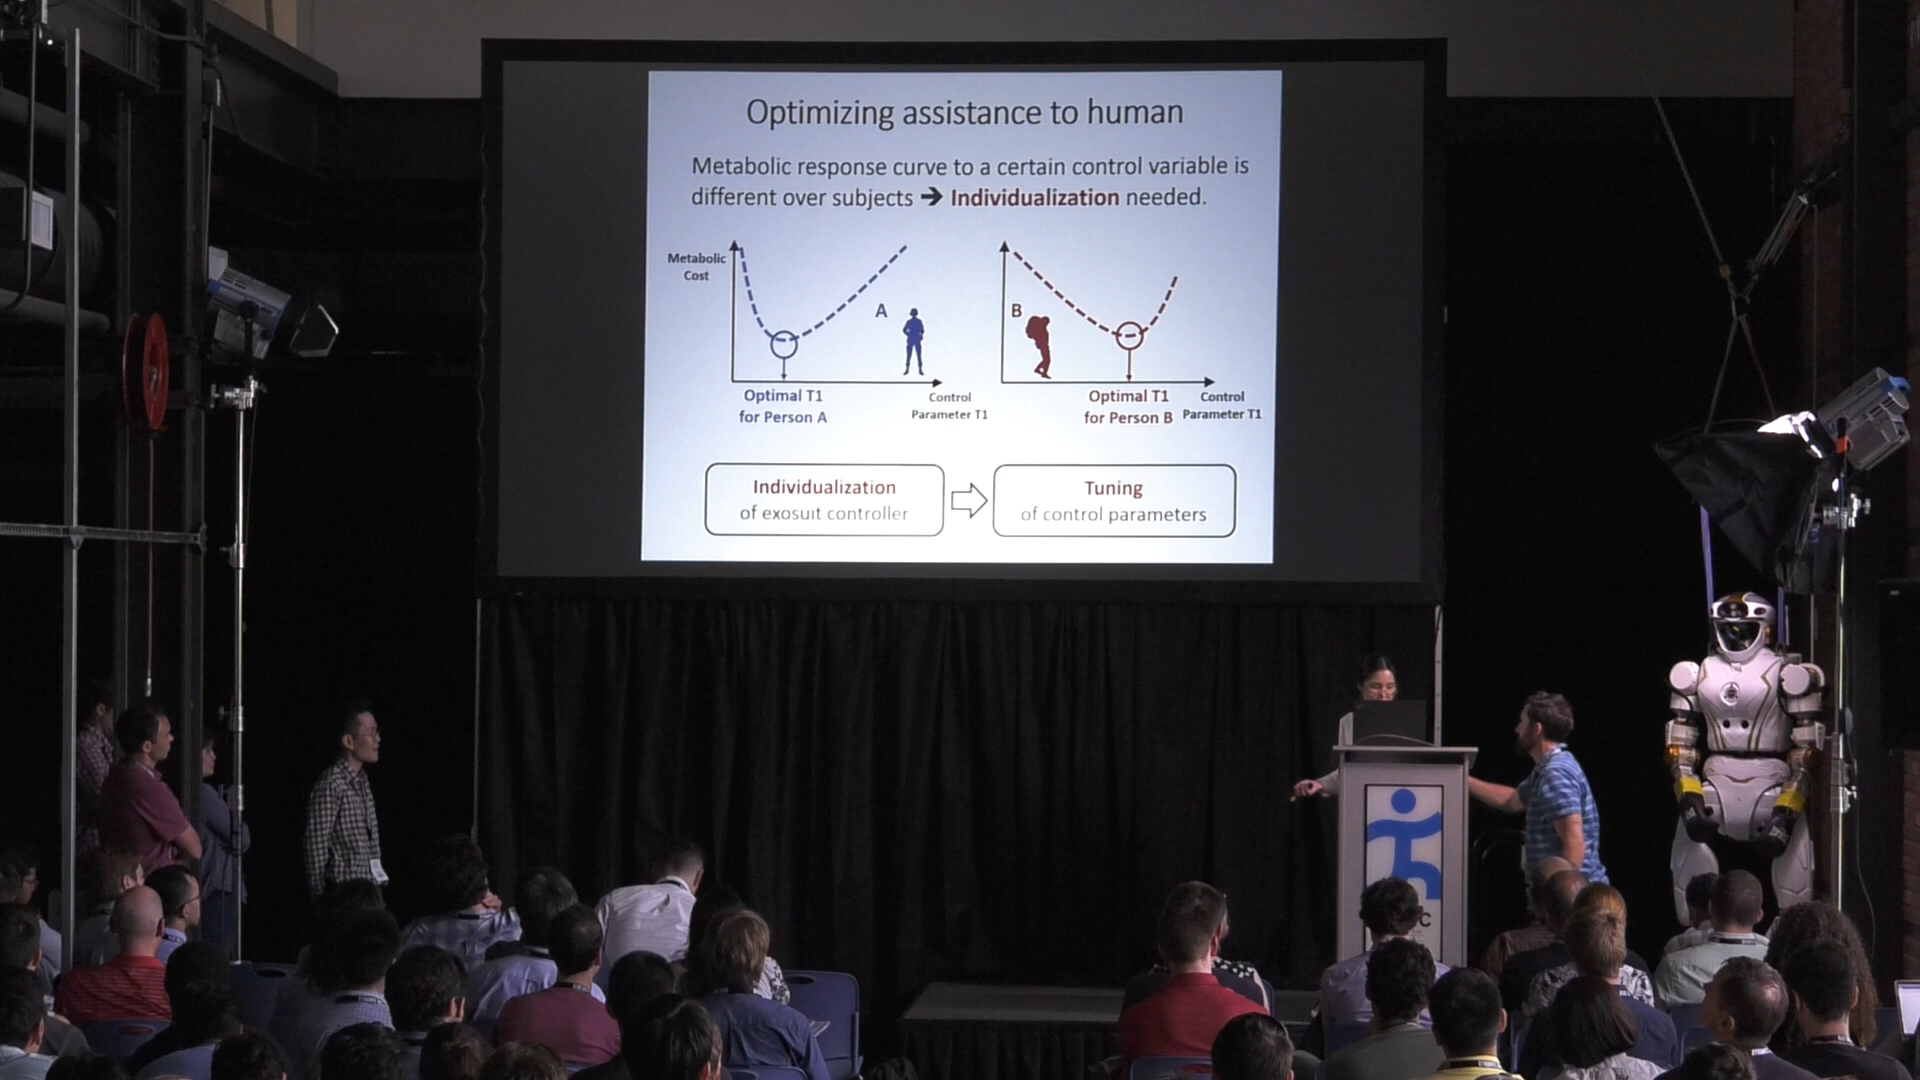 Optimizing assistance to human
Metabolic response curve to a certain control variable is
different over subjects ➔ Individualization needed.
Metabolic
Cost
A
B
Optimal T1
for Person A
Control
Parameter T1
Optimal T1
for Person B
Control
Parameter T1
Individualization
of exosuit controller
Tuning
of control parameters